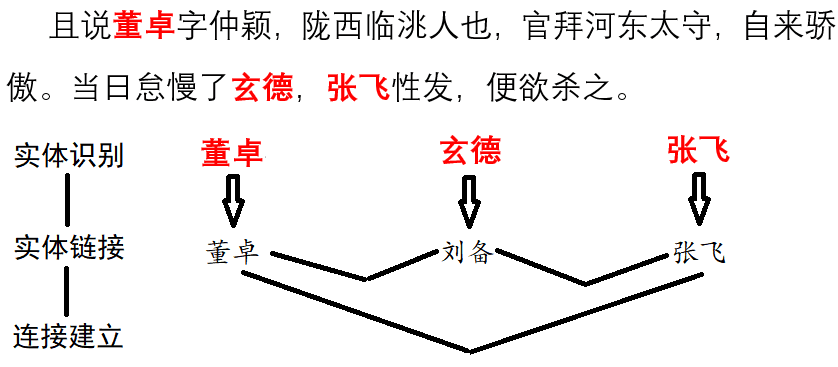 且说董卓字仲颖，陇西临洮人也，官拜河东太守，自来骄
傲。当日怠慢了玄德，张飞性发，便欲杀之。
实体识别 董卓 玄德 张飞
实体链接 董卓 刘备 张飞
连接建立